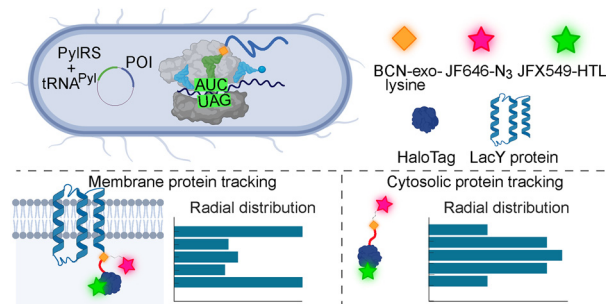 PylRS
+
tRNAPyl
POI
AUC
UAG
BCN-exo-
lysine
JF646-N3
JFX549-HTL
HaloTag
LacY protein
Membrane protein tracking
Radial distribution
Cytosolic protein tracking
Radial distribution